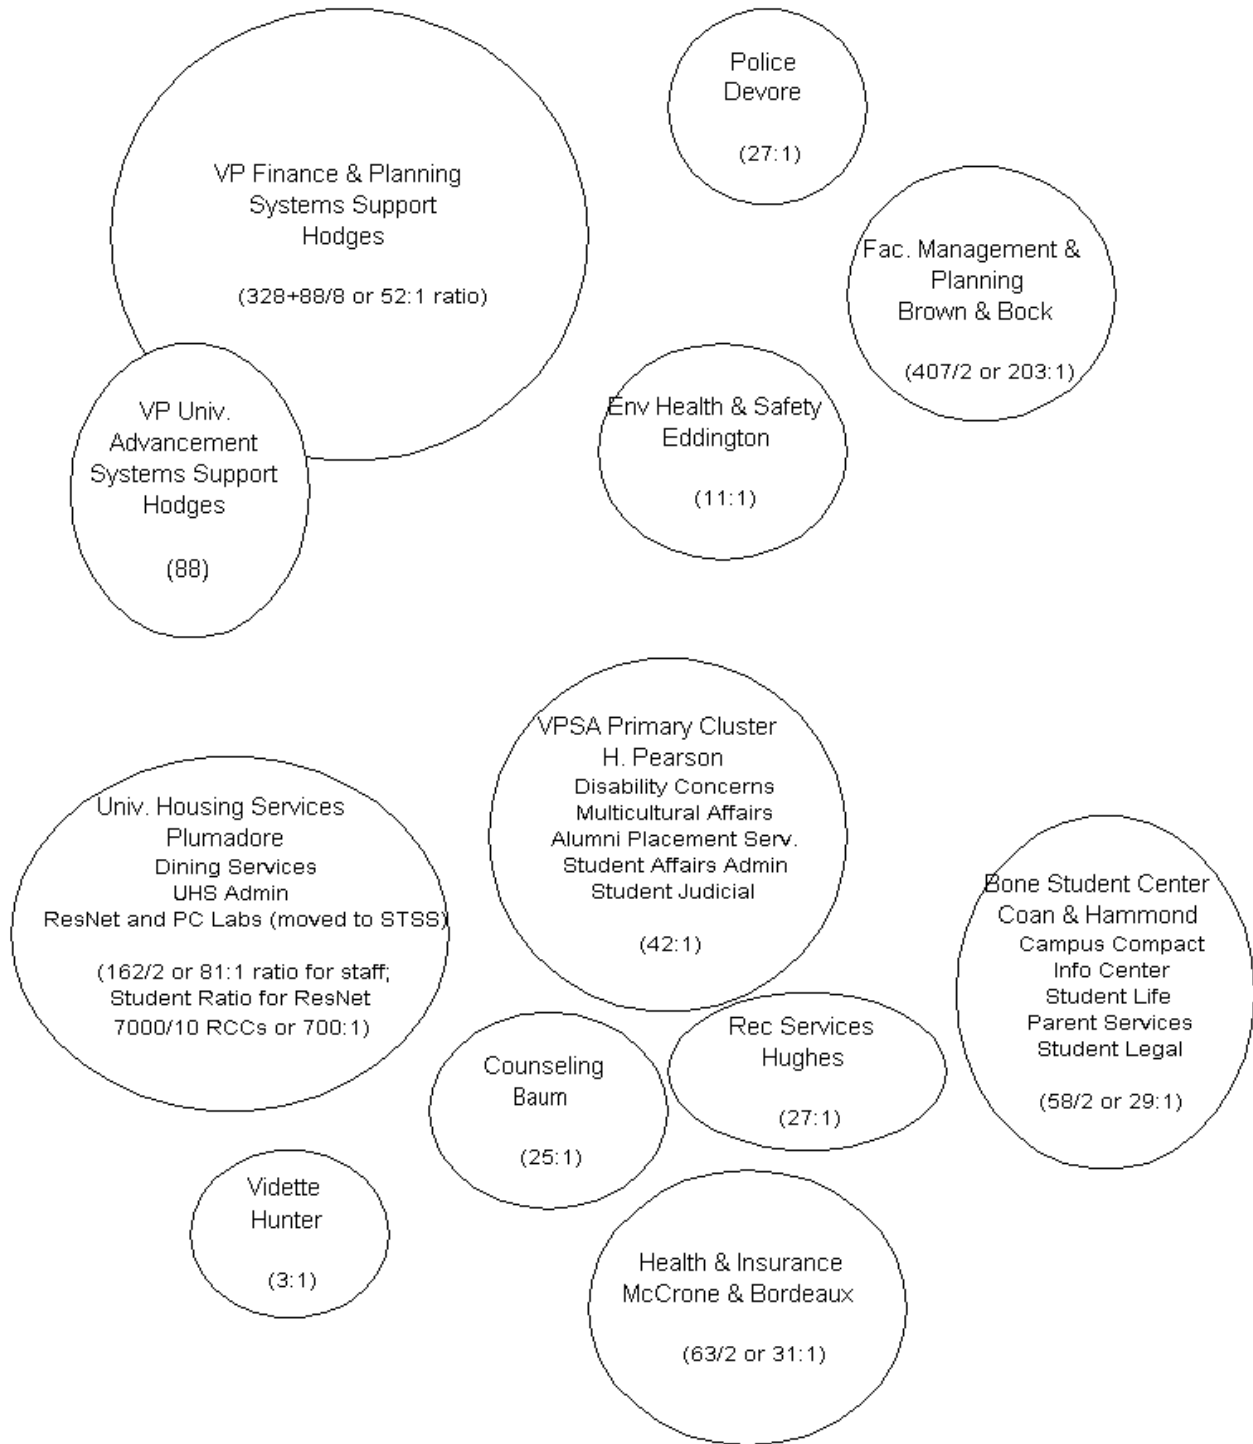 VP Finance & Planning
Systems Support
Hodges
(328+88/8 or 52:1 ratio)
Police
Devore
(27:1)
Fac. Management &
Planning
Brown & Bock
(407/2 or 203:1)
VP Univ.
Advancement
Systems Support
Hodges
(88)
Env Health & Safety
Eddington
(11:1)
VPSA Primary Cluster
H. Pearson
Disability Concerns
Multicultural Affairs
Alumni Placement Serv.
Student Affairs Admin
Student Judicial
(42:1)
Univ. Housing Services
Plumadore
Dining Services
UHS Admin
ResNet and PC Labs (moved to STSS)
(162/2 or 81:1 ratio for staff;
Student Ratio for ResNet
7000/10 RCCs or 700:1)
Bone Student Center
Coan & Hammond
Campus Compact
Info Center
Student Life
Parent Services
Student Legal
(58/2 or 29:1)
Counseling
Baum
(25:1)
Rec Services
Hughes
(27:1)
Vidette
Hunter
(3:1)
Health & Insurance
McCrone & Bordeaux
(63/2 or 31:1)